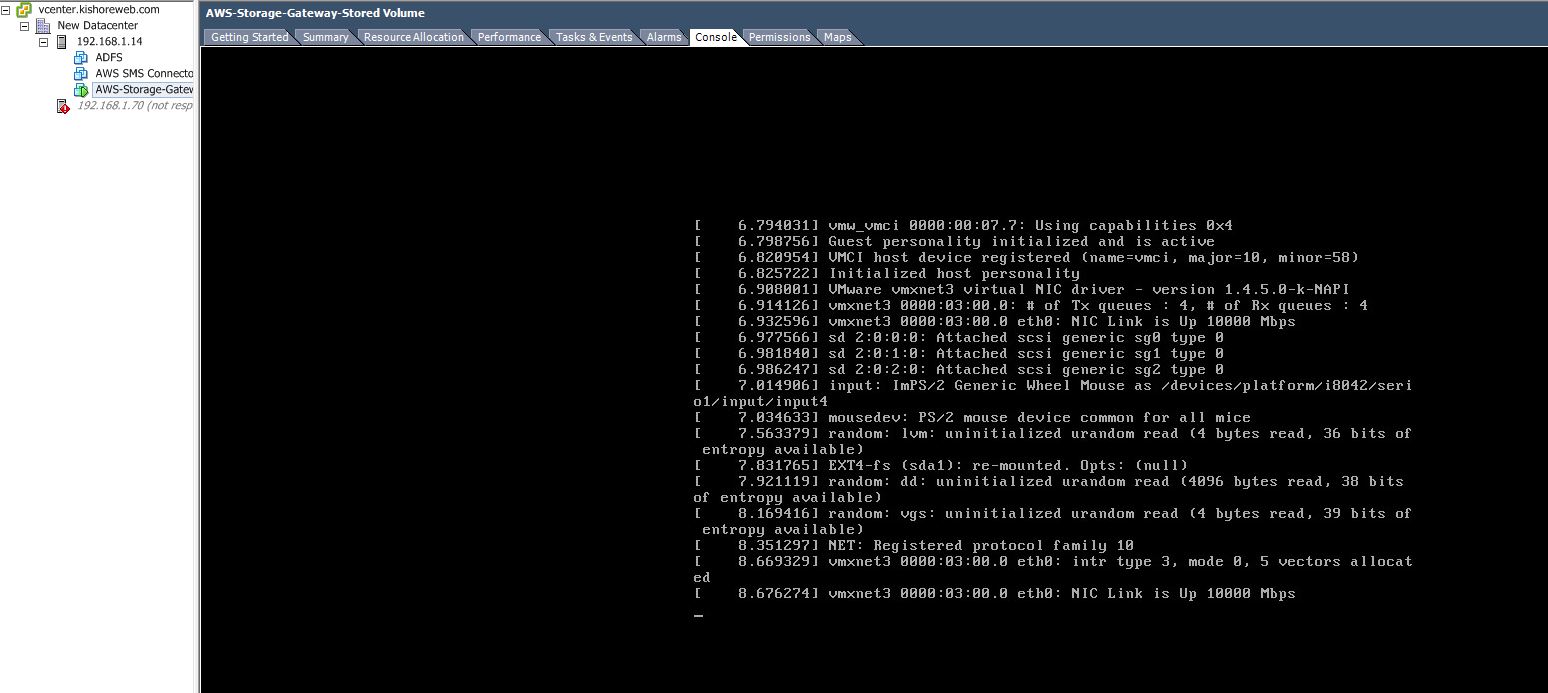 vcenter.kishoreweb.com
New Datacenter
192.168.1.14
ADFS
AWS SMS Connecto
AWS-Storage-Gatew
192.168.1.70 (not resp
AWS-Storage-Gateway-Stored Volume
Getting Started Summary Resource Allocation Performance Tasks & Events Alarms Console Permissions Maps
[    6.794031] vmw_vmci 0000:00:07.7: Using capabilities 0x4
[    6.798756] Guest personality initialized and is active
[    6.820954] VMCI host device registered (name=vmci, major=10, minor=58)
[    6.825722] Initialized host personality
[    6.908001] VMware vmxnet3 virtual NIC driver - version 1.4.5.0-k-NAPI
[    6.914126] vmxnet3 0000:03:00.0: # of Tx queues : 4, # of Rx queues : 4
[    6.932596] vmxnet3 0000:03:00.0 eth0: NIC Link is Up 10000 Mbps
[    6.977566] sd 2:0:0:0: Attached scsi generic sg0 type 0
[    6.981840] sd 2:0:1:0: Attached scsi generic sg1 type 0
[    6.986247] sd 2:0:2:0: Attached scsi generic sg2 type 0
[    7.014906] input: ImPS/2 Generic Wheel Mouse as /devices/platform/i8042/seri
o1/input/input4
[    7.034633] mousedev: PS/2 mouse device common for all mice
[    7.563379] random: lvm: uninitialized urandom read (4 bytes read, 36 bits of
 entropy available)
[    7.831765] EXT4-fs (sda1): re-mounted. Opts: (null)
[    7.921119] random: dd: uninitialized urandom read (4096 bytes read, 38 bits
of entropy available)
[    8.169416] random: vgs: uninitialized urandom read (4 bytes read, 39 bits of
 entropy available)
[    8.351297] NET: Registered protocol family 10
[    8.669329] vmxnet3 0000:03:00.0 eth0: intr type 3, mode 0, 5 vectors allocat
ed
[    8.676274] vmxnet3 0000:03:00.0 eth0: NIC Link is Up 10000 Mbps
_